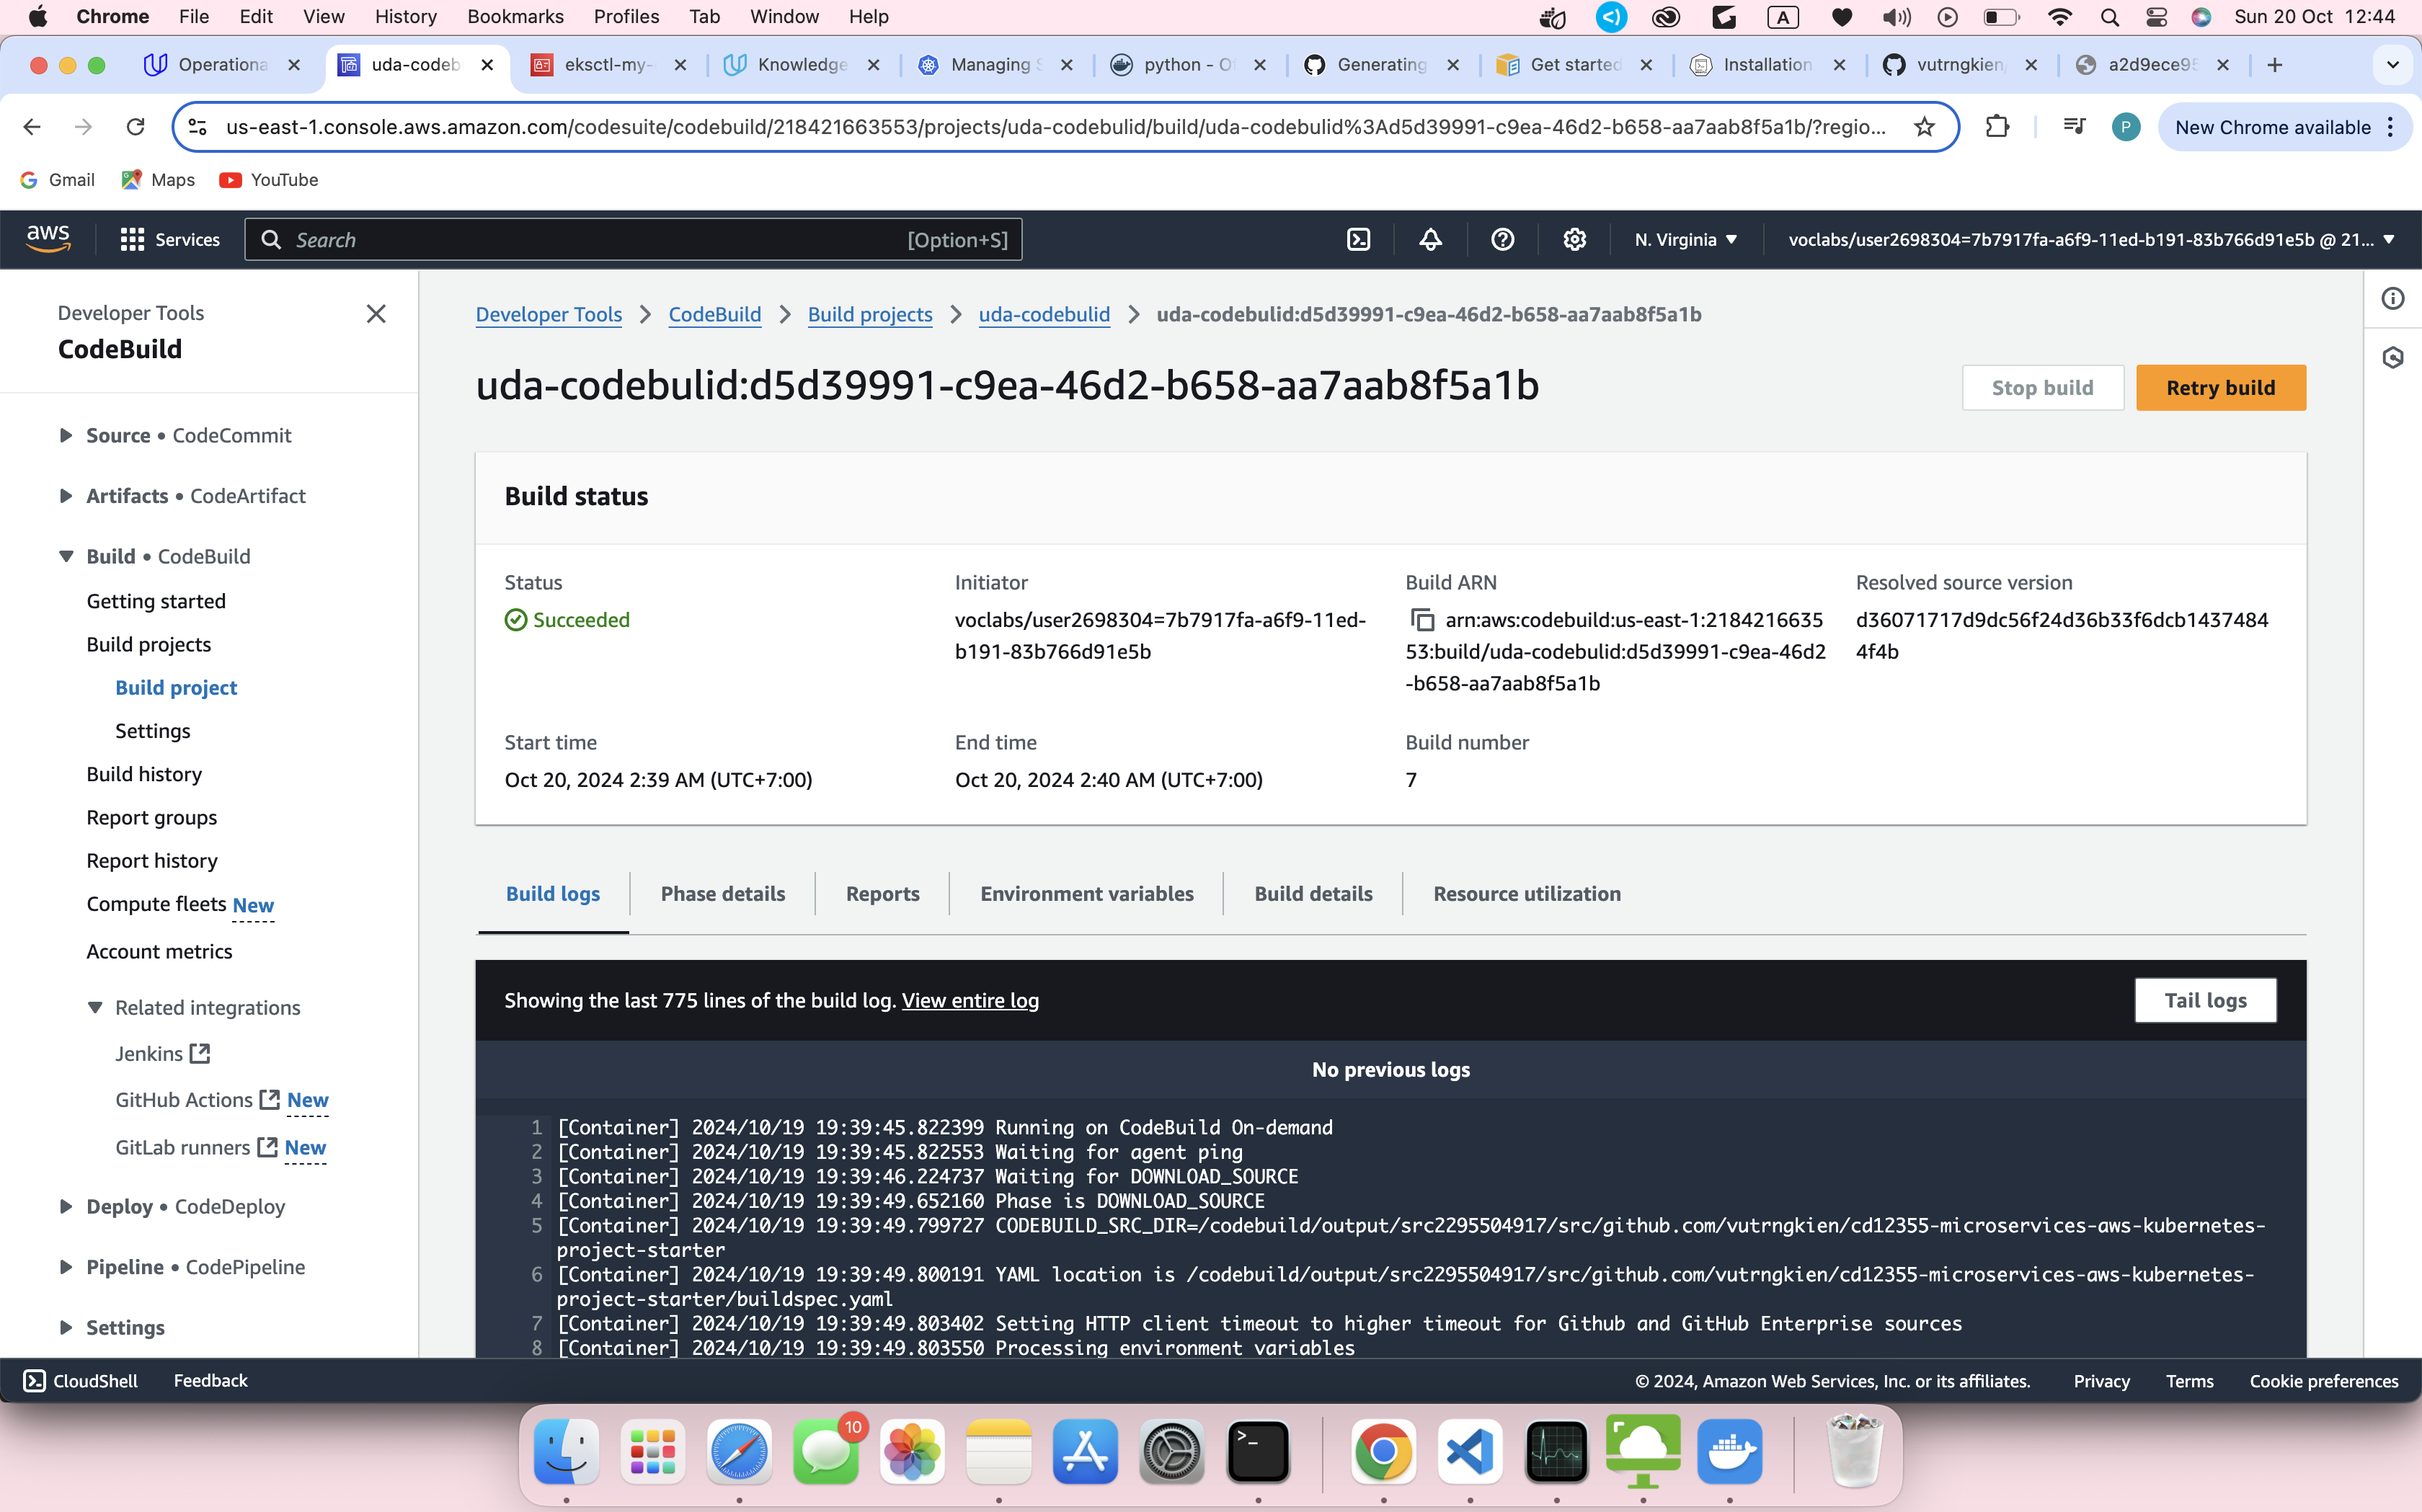 Chrome File Edit View History Bookmarks Profiles Tab Window Help A Sun 20 Oct 12:44
Operationa uda-codeb eksctl-my- Knowledge Managing S python - Of Generating Get started Installation vutrngkien/ a2d9ece95
us-east-1.console.aws.amazon.com/codesuite/codebuild/218421663553/projects/uda-codebulid/build/uda-codebulid%3Ad5d39991-c9ea-46d2-b658-aa7aab8f5a1b/?regio... P New Chrome available
Gmail Maps YouTube
aws Services Search [Option+S] N. Virginia voclabs/user2698304=7b7917fa-a6f9-11ed-b191-83b766d91e5b @ 21...
Developer Tools
CodeBuild
Source • CodeCommit
Artifacts • CodeArtifact
Build • CodeBuild
Getting started
Build projects
Build project
Settings
Build history
Report groups
Report history
Compute fleets New
Account metrics
Related integrations
Jenkins
GitHub Actions New
GitLab runners New
Deploy • CodeDeploy
Pipeline • CodePipeline
Settings
Developer Tools CodeBuild Build projects uda-codebulid uda-codebulid:d5d39991-c9ea-46d2-b658-aa7aab8f5a1b
uda-codebulid:d5d39991-c9ea-46d2-b658-aa7aab8f5a1b
Stop build Retry build
Build status
Status
Succeeded
Initiator
voclabs/user2698304=7b7917fa-a6f9-11ed-
b191-83b766d91e5b
Build ARN
arn:aws:codebuild:us-east-1:2184216635
53:build/uda-codebulid:d5d39991-c9ea-46d2
-b658-aa7aab8f5a1b
Resolved source version
d36071717d9dc56f24d36b33f6dcb1437484
4f4b
Start time
Oct 20, 2024 2:39 AM (UTC+7:00)
End time
Oct 20, 2024 2:40 AM (UTC+7:00)
Build number
7
Build logs Phase details Reports Environment variables Build details Resource utilization
Showing the last 775 lines of the build log. View entire log
Tail logs
No previous logs
1 [Container] 2024/10/19 19:39:45.822399 Running on CodeBuild On-demand
2 [Container] 2024/10/19 19:39:45.822553 Waiting for agent ping
3 [Container] 2024/10/19 19:39:46.224737 Waiting for DOWNLOAD_SOURCE
4 [Container] 2024/10/19 19:39:49.652160 Phase is DOWNLOAD_SOURCE
5 [Container] 2024/10/19 19:39:49.799727 CODEBUILD_SRC_DIR=/codebuild/output/src2295504917/src/github.com/vutrngkien/cd12355-microservices-aws-kubernetes-
project-starter
6 [Container] 2024/10/19 19:39:49.800191 YAML location is /codebuild/output/src2295504917/src/github.com/vutrngkien/cd12355-microservices-aws-kubernetes-
project-starter/buildspec.yaml
7 [Container] 2024/10/19 19:39:49.803402 Setting HTTP client timeout to higher timeout for Github and GitHub Enterprise sources
8 [Container] 2024/10/19 19:39:49.803550 Processing environment variables
CloudShell Feedback © 2024, Amazon Web Services, Inc. or its affiliates. Privacy Terms Cookie preferences
10